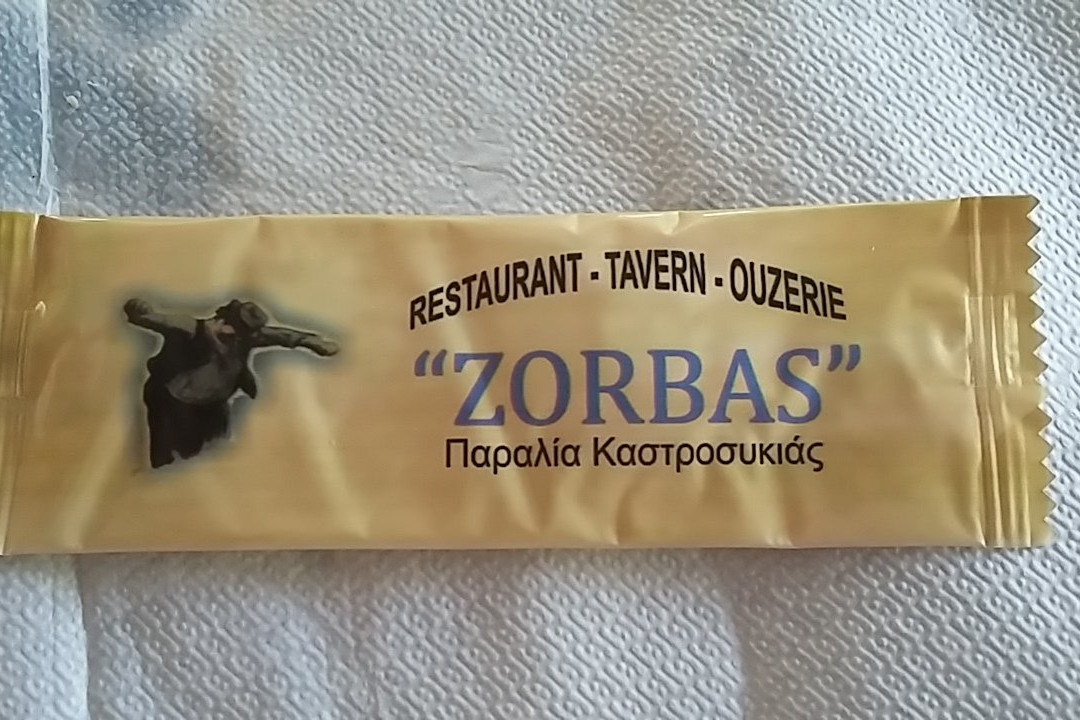 RESTAURANT - TAVERN - OUZERIE
“ZORBAS”
Παραλία Καστροσυκιάς